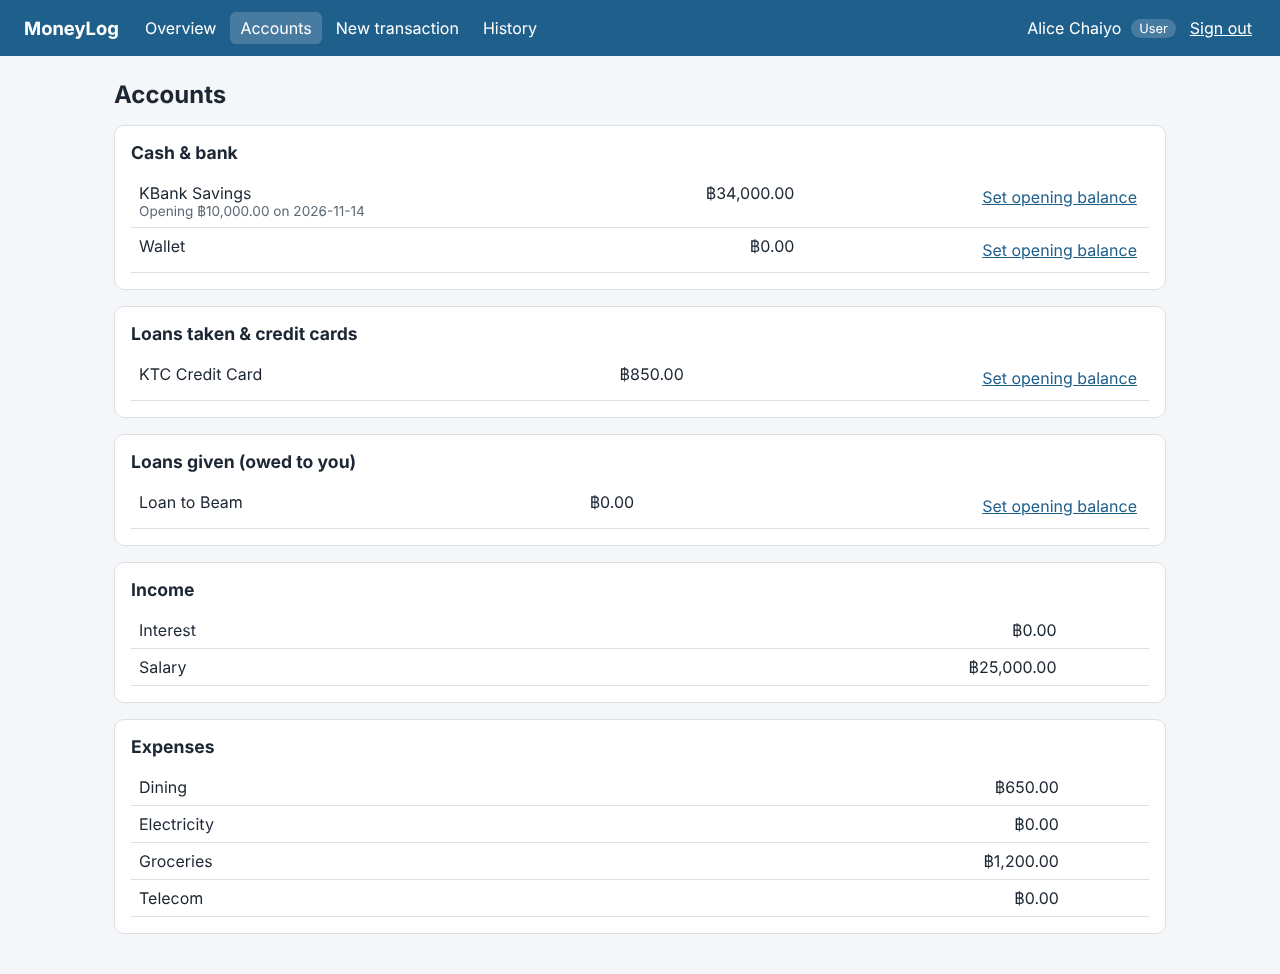 MoneyLog Overview Accounts New transaction History Alice Chaiyo User Sign out
Accounts
Cash & bank
KBank Savings ฿34,000.00 Set opening balance
Opening ฿10,000.00 on 2026-11-14
Wallet ฿0.00 Set opening balance
Loans taken & credit cards
KTC Credit Card ฿850.00 Set opening balance
Loans given (owed to you)
Loan to Beam ฿0.00 Set opening balance
Income
Interest ฿0.00
Salary ฿25,000.00
Expenses
Dining ฿650.00
Electricity ฿0.00
Groceries ฿1,200.00
Telecom ฿0.00